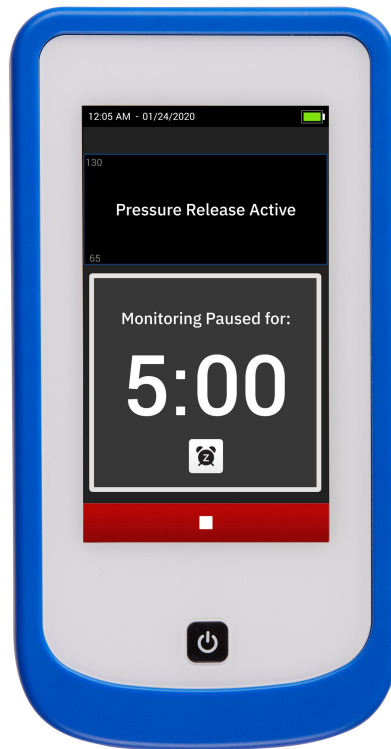 12:05 AM - 01/24/2020
130
Pressure Release Active
65
Monitoring Paused for:
5:00
Z